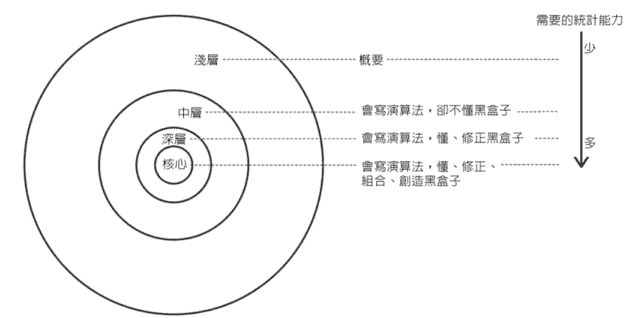 需要的統計能力
少
淺層
概要
中層
會寫演算法，卻不懂黑盒子
深層
會寫演算法，懂、修正黑盒子
多
核心
會寫演算法，懂、修正、
組合、創造黑盒子